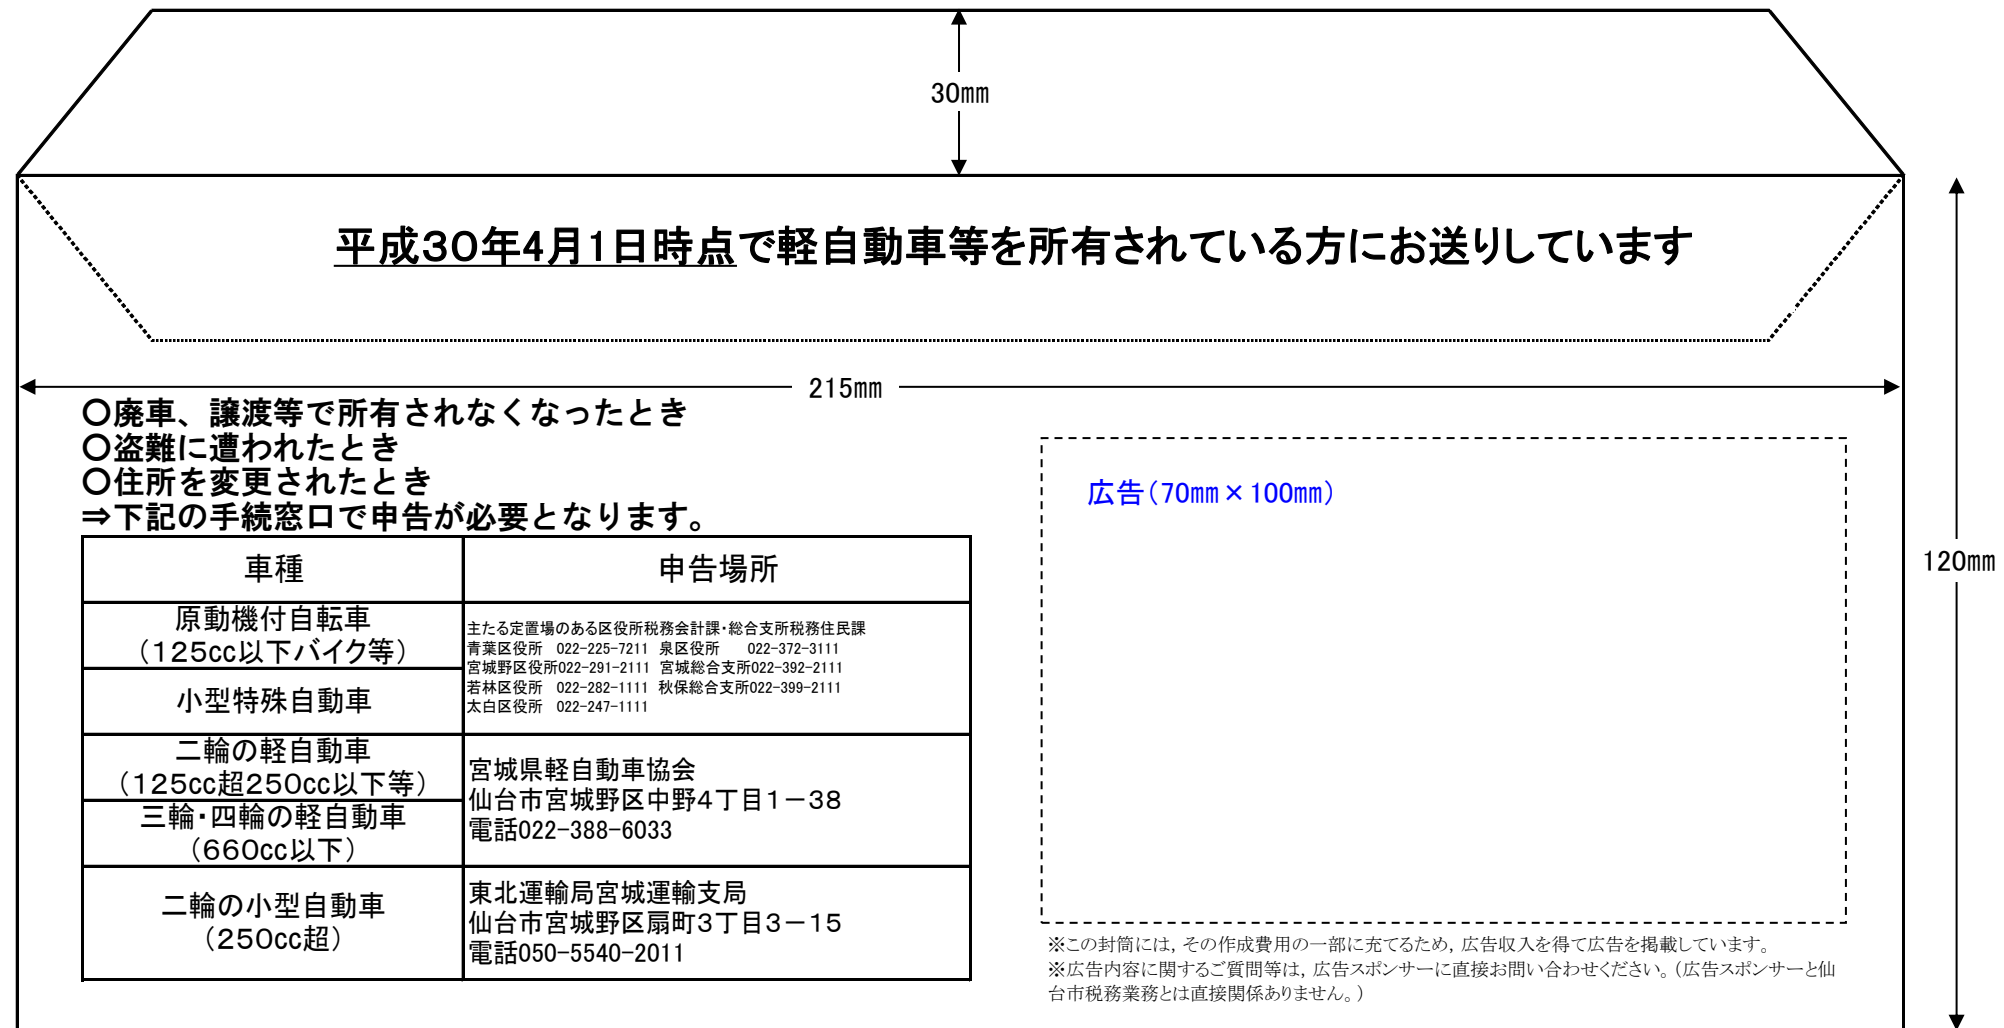 30mm
平成30年4月1日時点で軽自動車等を所有されている方にお送りしています
215mm
○廃車、譲渡等で所有されなくなったとき
○盗難に遭われたとき
○住所を変更されたとき
⇒下記の手続窓口で申告が必要となります。
車種 申告場所
原動機付自転車
(125cc以下バイク等)
小型特殊自動車
主たる定置場のある区役所税務会計課・総合支所税務住民課
青葉区役所 022-225-7211 泉区役所 022-372-3111
宮城野区役所022-291-2111 宮城総合支所022-392-2111
若林区役所 022-282-1111 秋保総合支所022-399-2111
太白区役所 022-247-1111
二輪の軽自動車
(125cc超250cc以下等)
三輪・四輪の軽自動車
(660cc以下)
宮城県軽自動車協会
仙台市宮城野区中野4丁目1-38
電話022-388-6033
二輪の小型自動車
(250cc超)
東北運輸局宮城運輸支局
仙台市宮城野区扇町3丁目3-15
電話050-5540-2011
広告(70mm×100mm)
※この封筒には,その作成費用の一部に充てるため,広告収入を得て広告を掲載しています。
※広告内容に関するご質問等は,広告スポンサーに直接お問い合わせください。(広告スポンサーと仙
台市税務業務とは直接関係ありません。)
120mm